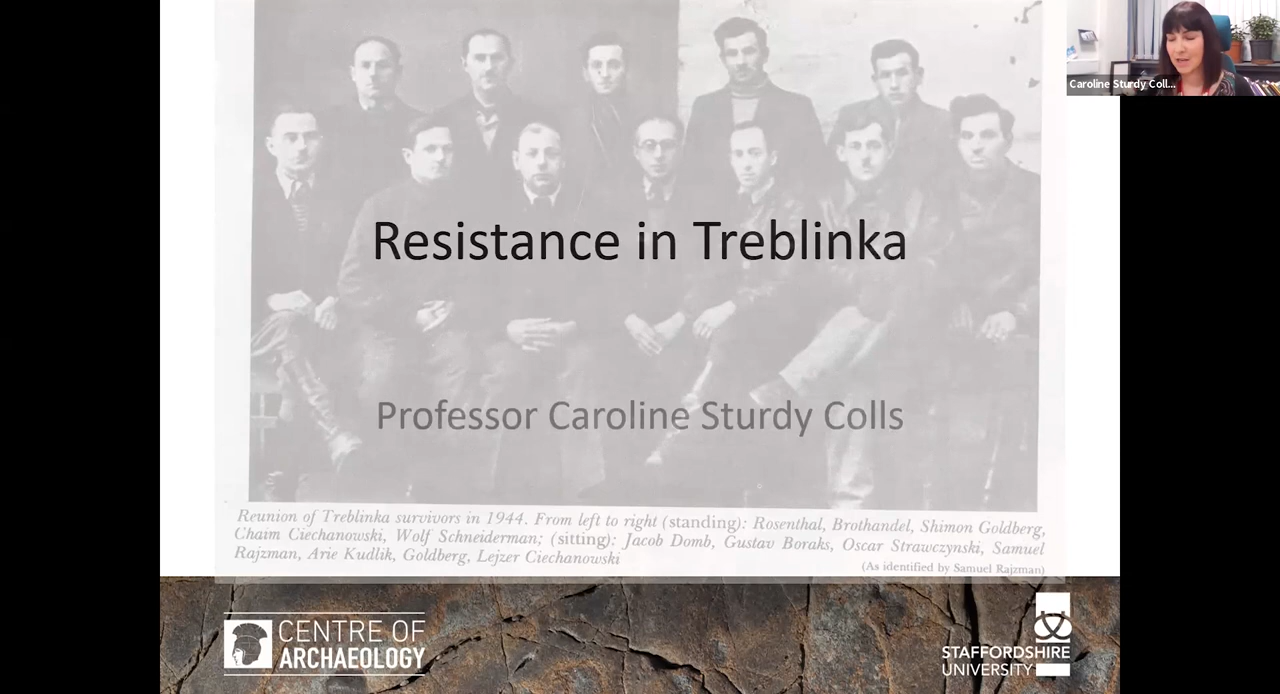 Caroline Sturdy Coll...
Resistance in Treblinka
Professor Caroline Sturdy Colls
Reunion of Treblinka survivors in 1944. From left to right (standing): Rosenthal, Brothandel, Shimon Goldberg,
Chaim Ciechanowski, Wolf Schneiderman; (sitting): Jacob Domb, Gustav Boraks, Oscar Strawczynski, Samuel
Rajzman, Arie Kudlik, Goldberg, Lejzer Ciechanowski
(As identified by Samuel Rajzman)
CENTRE OF
ARCHAEOLOGY
STAFFORDSHIRE
UNIVERSITY